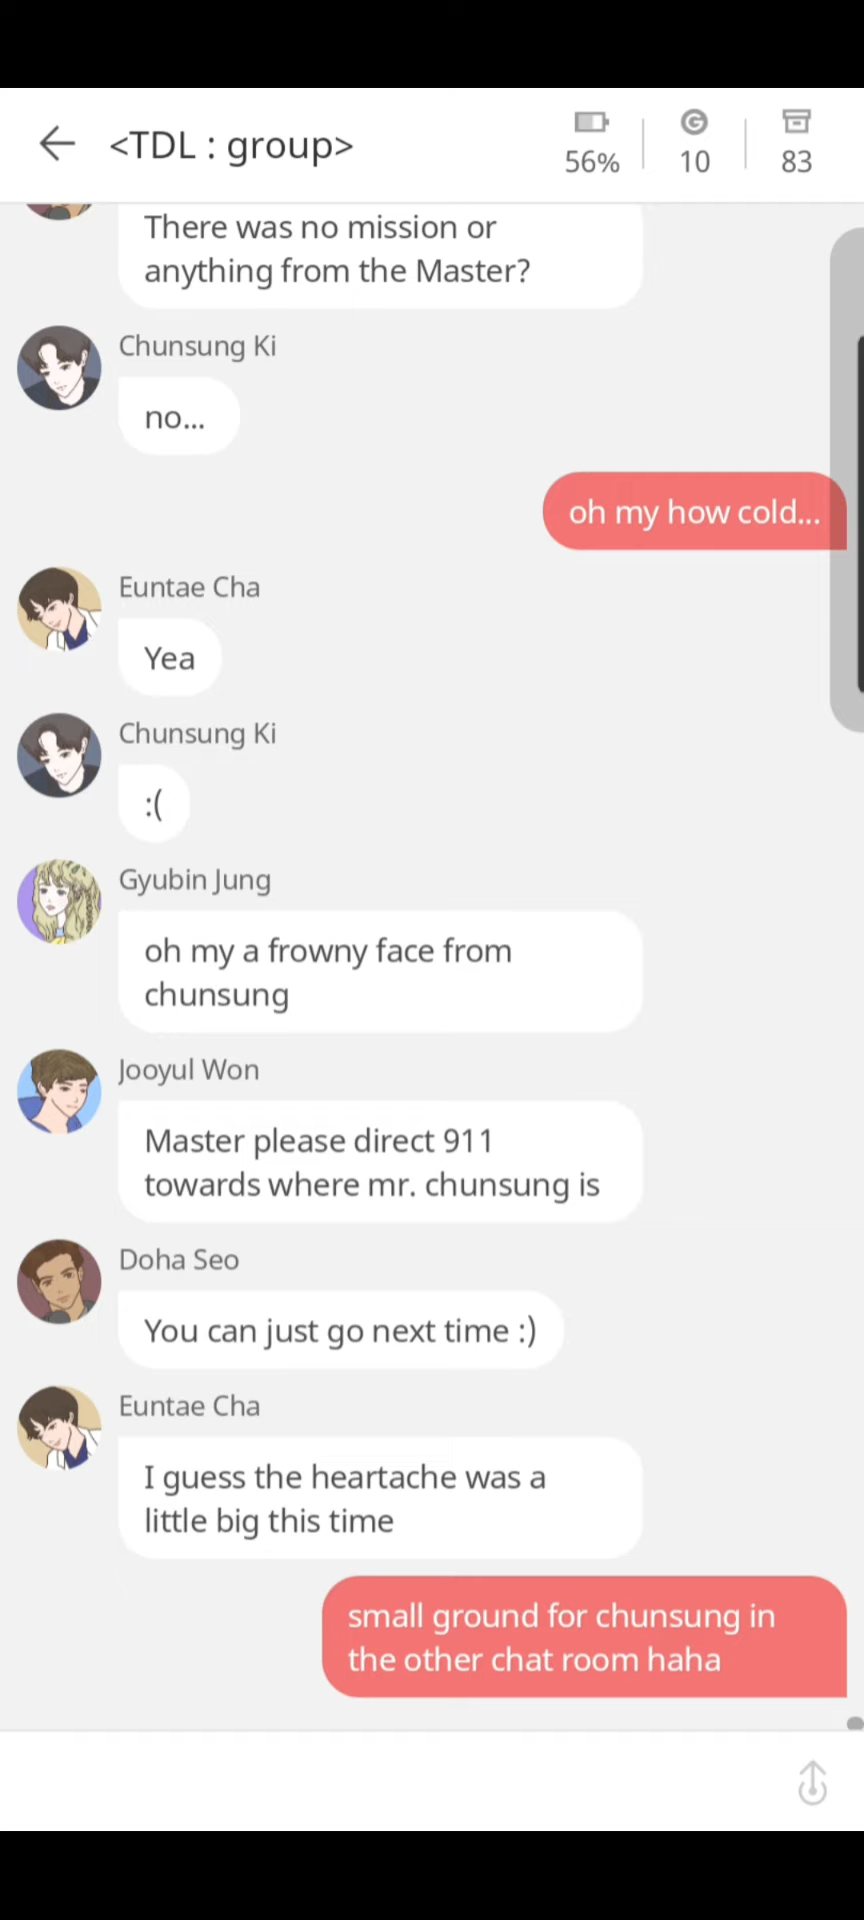 <TDL : group>
56%
10
83
There was no mission or
anything from the Master?
Chunsung Ki
no...
oh my how cold...
Euntae Cha
Yea
Chunsung Ki
:(
Gyubin Jung
oh my a frowny face from
chunsung
Jooyul Won
Master please direct 911
towards where mr. chunsung is
Doha Seo
You can just go next time :)
Euntae Cha
I guess the heartache was a
little big this time
small ground for chunsung in
the other chat room haha